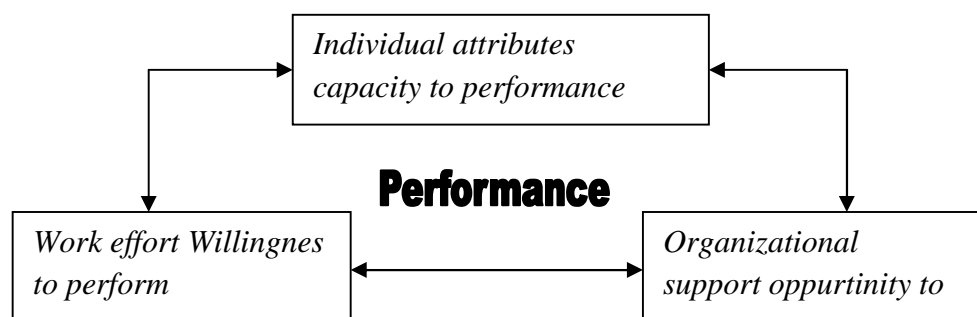 Individual attributes
capacity to performance
Performance
Work effort Willingnes
to perform
Organizational
support oppurtinity to